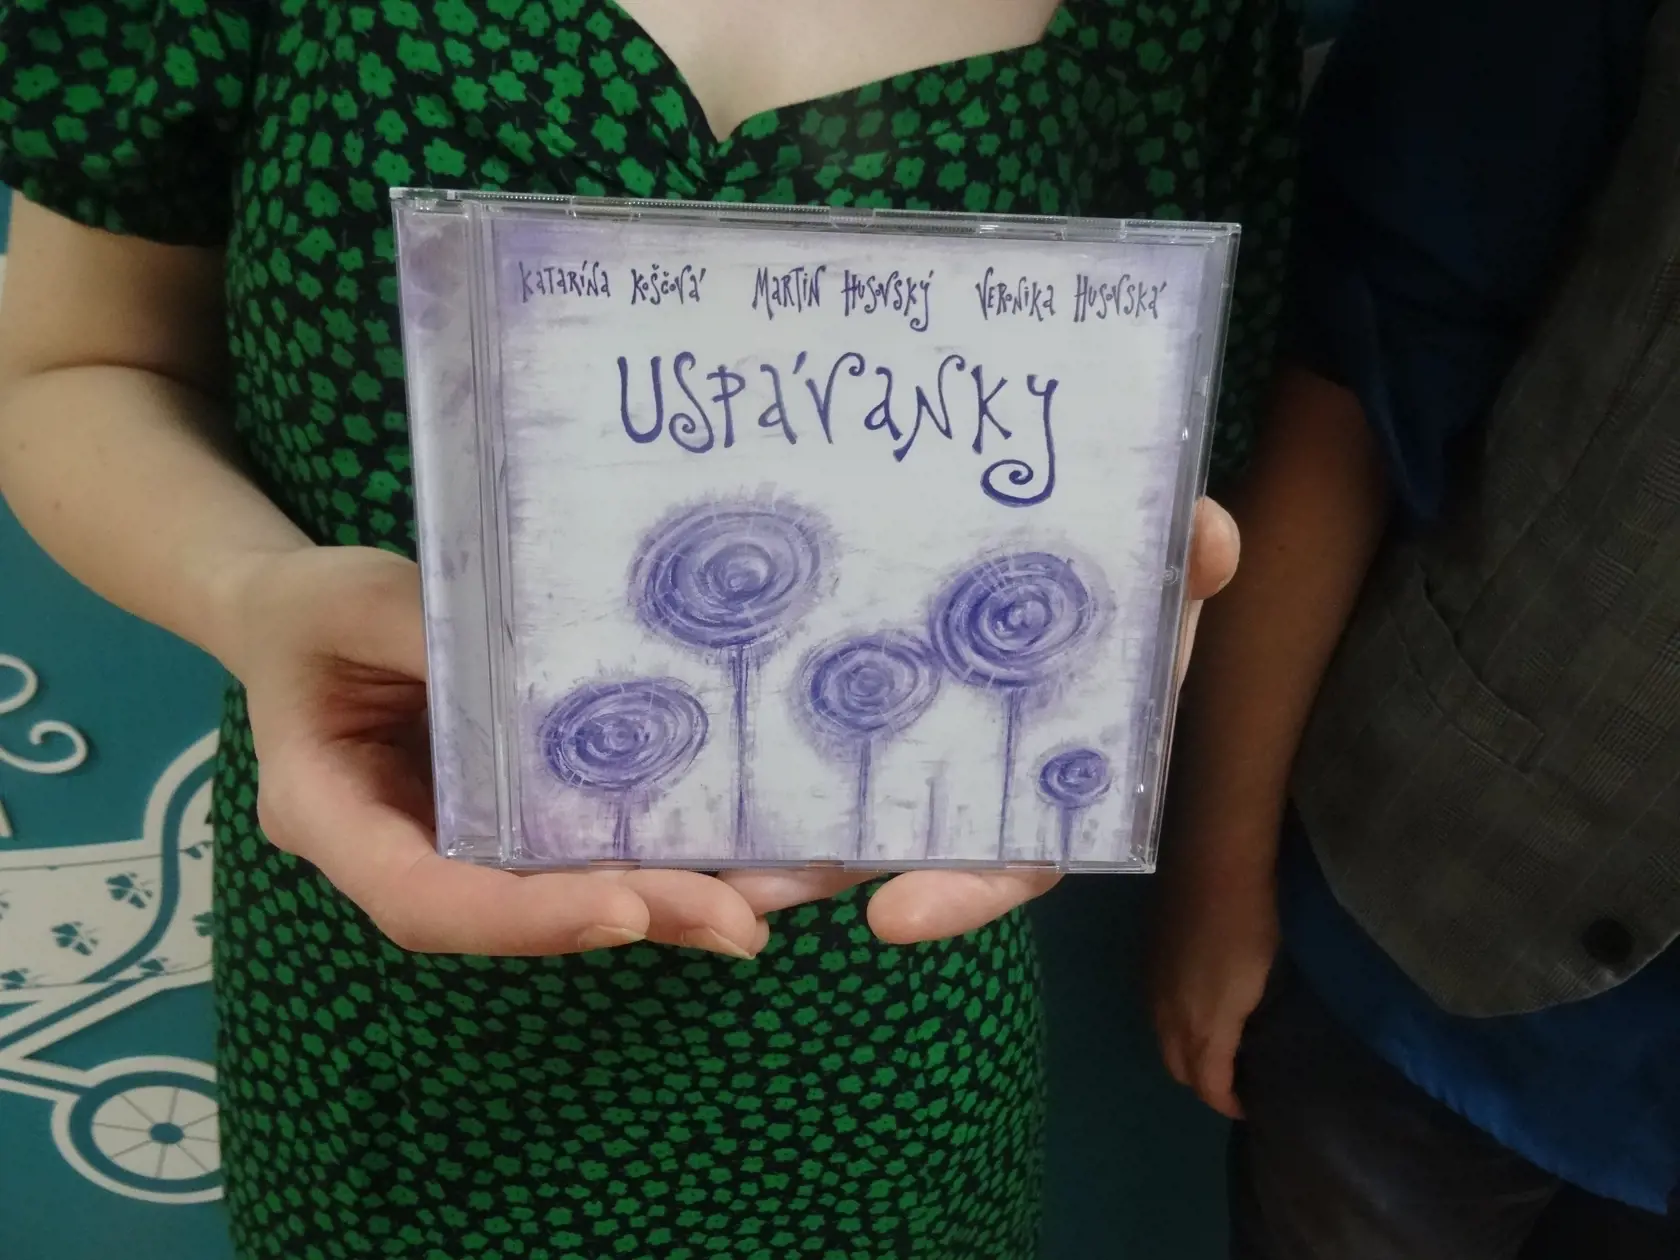 Katarína Koščová Martin Husovský Veronika Husovská
Uspávanky